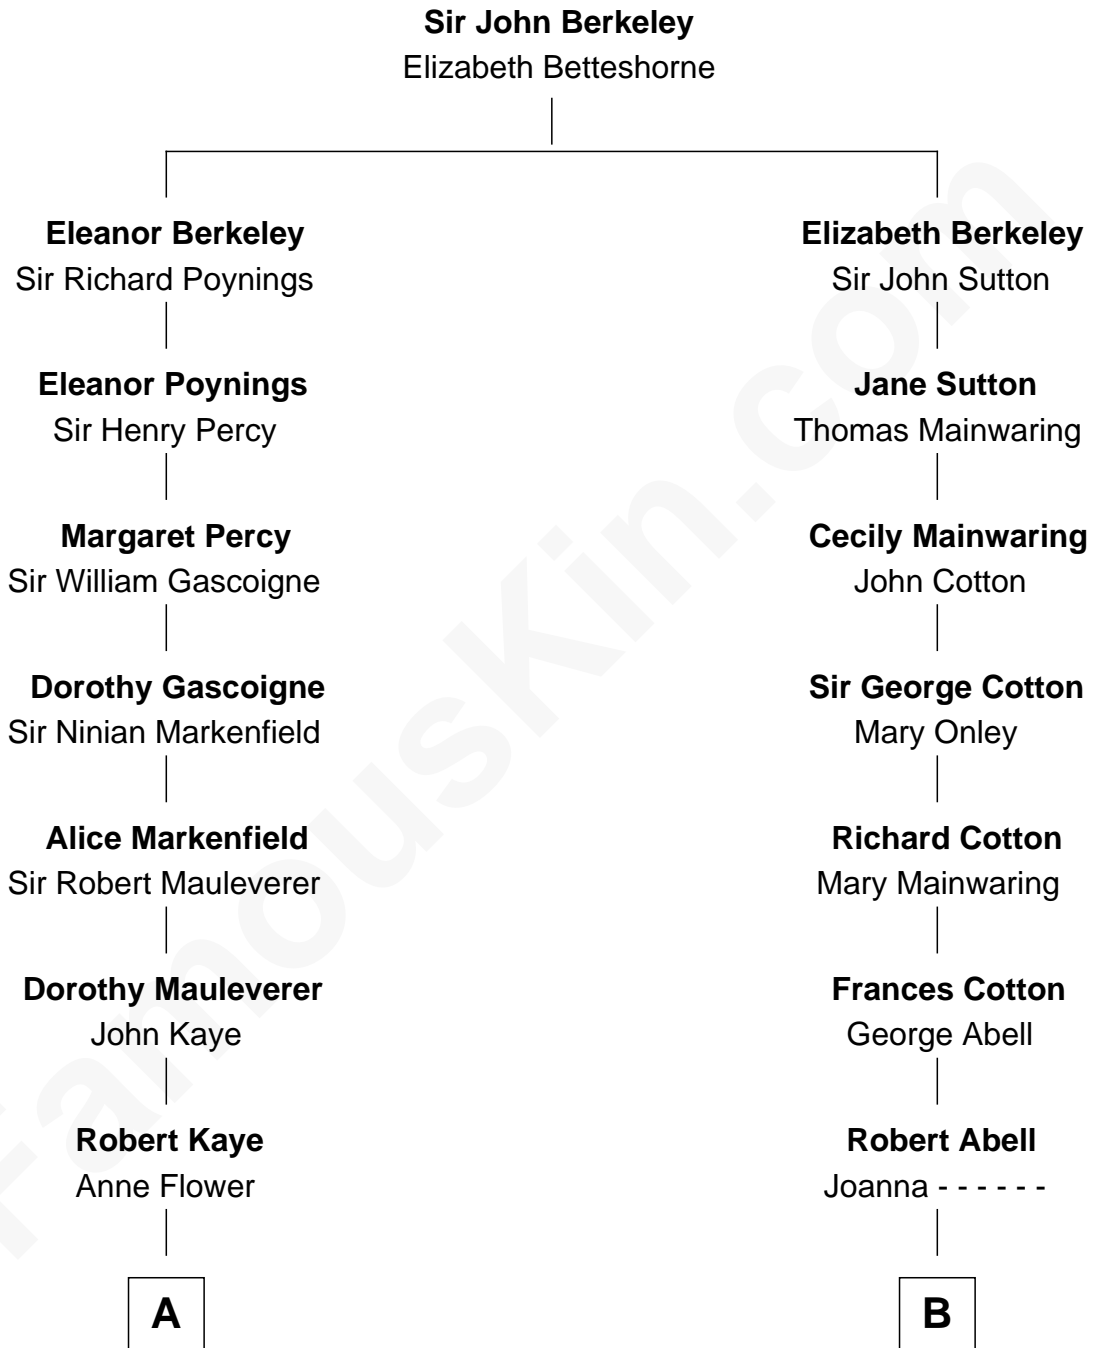 Sir John Berkeley
Elizabeth Betteshorne
Eleanor Berkeley
Sir Richard Poynings
Elizabeth Berkeley
Sir John Sutton
Eleanor Poynings
Sir Henry Percy
Jane Sutton
Thomas Mainwaring
Margaret Percy
Sir William Gascoigne
Cecily Mainwaring
John Cotton
Dorothy Gascoigne
Sir Ninian Markenfield
Sir George Cotton
Mary Onley
Alice Markenfield
Sir Robert Mauleverer
Richard Cotton
Mary Mainwaring
Dorothy Mauleverer
John Kaye
Frances Cotton
George Abell
Robert Kaye
Anne Flower
Robert Abell
Joanna - - - - - -
A
B
FamousKin.com